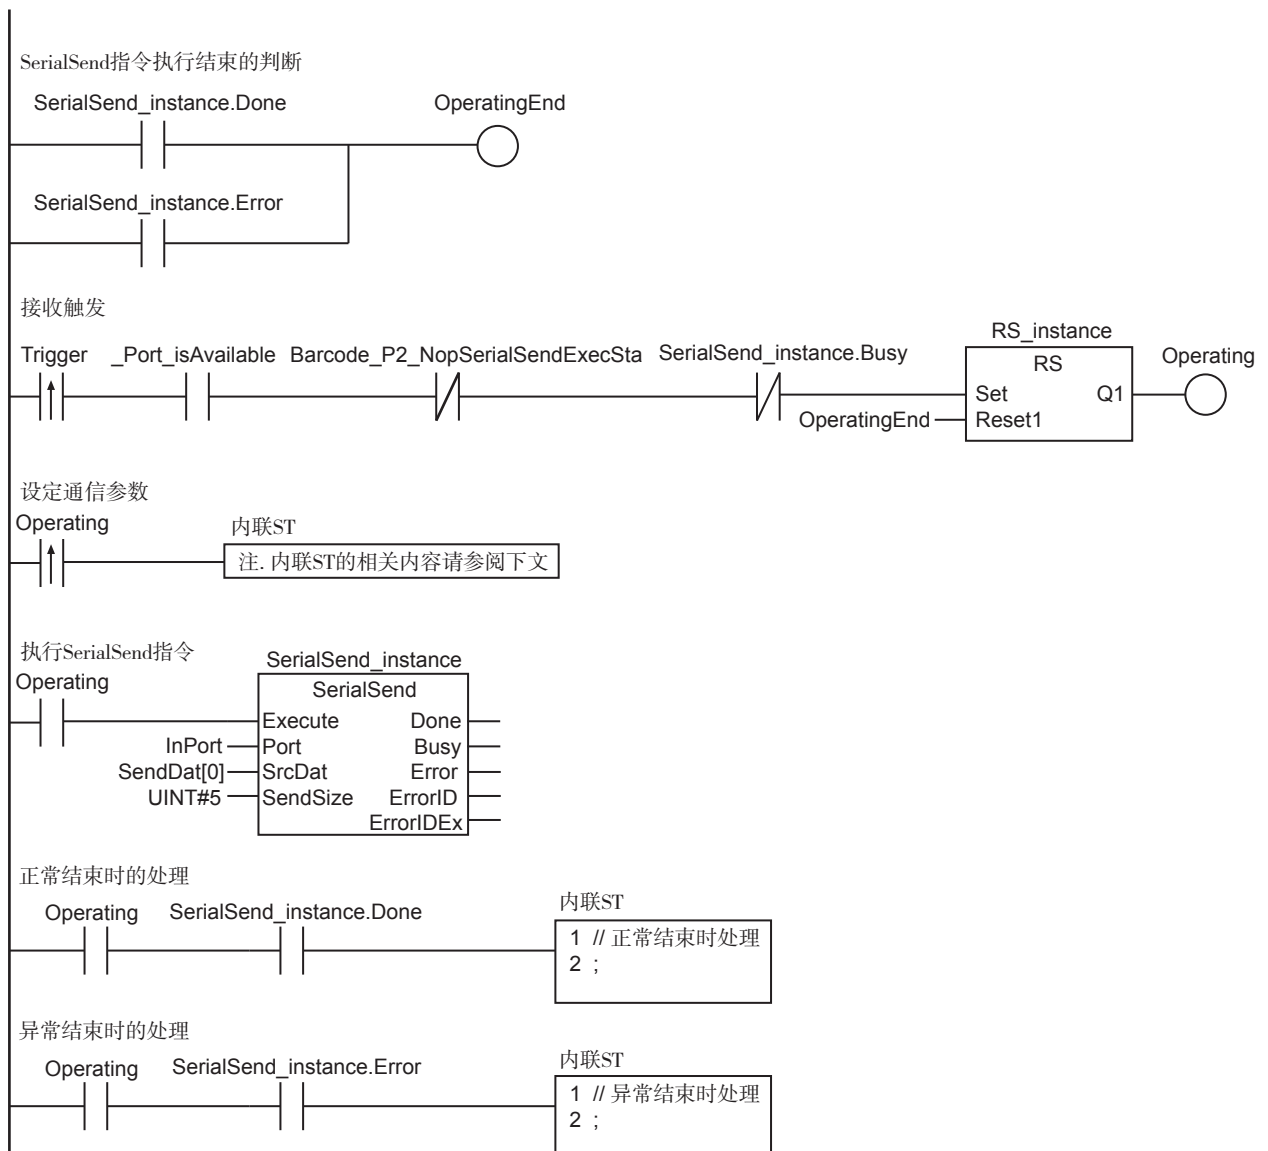 SerialSend指令执行结束的判断
SerialSend_instance.Done
OperatingEnd
SerialSend_instance.Error
接收触发
RS_instance
Trigger
_Port_isAvailable
Barcode_P2_NopSerialSendExecSta
SerialSend_instance.Busy
RS
Operating
Set
Q1
OperatingEnd
Reset1
设定通信参数
Operating
内联ST
注. 内联ST的相关内容请参阅下文
执行SerialSend指令
SerialSend_instance
Operating
SerialSend
Execute
Done
InPort
Port
Busy
SendDat[0]
SrcDat
Error
UINT#5
SendSize
ErrorID
ErrorIDEx
正常结束时的处理
Operating
SerialSend_instance.Done
内联ST
1 // 正常结束时处理
2 ;
异常结束时的处理
Operating
SerialSend_instance.Error
内联ST
1 // 异常结束时处理
2 ;